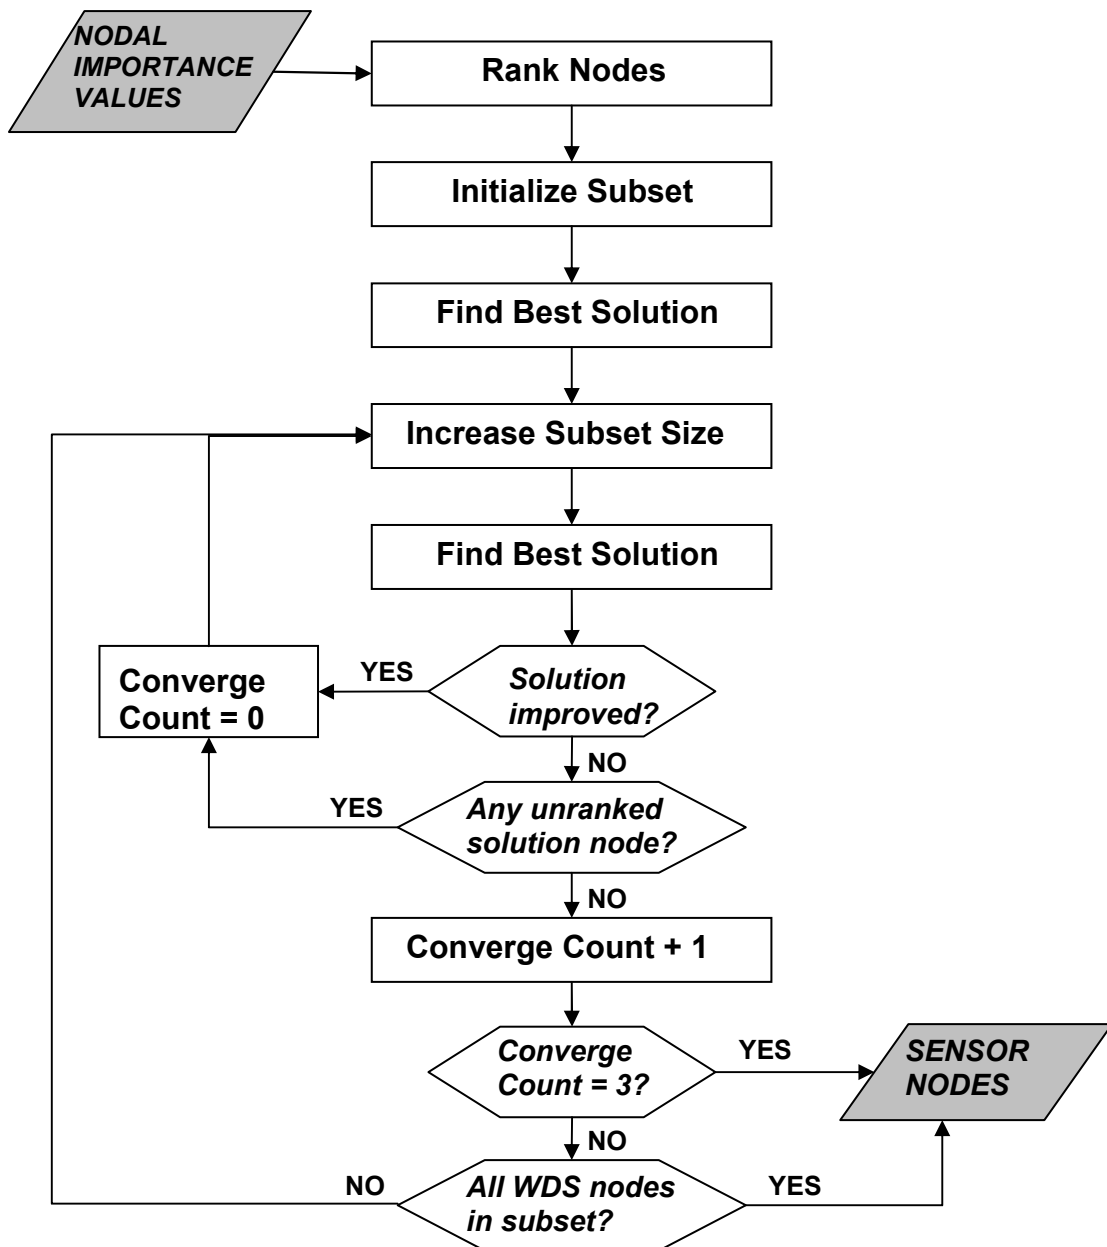 NODAL
IMPORTANCE
VALUES
Rank Nodes
Initialize Subset
Find Best Solution
Increase Subset Size
Find Best Solution
Converge
Count = 0
YES
Solution
improved?
NO
YES
Any unranked
solution node?
NO
Converge Count + 1
Converge
Count = 3?
YES
SENSOR
NODES
NO
NO
All WDS nodes
in subset?
YES